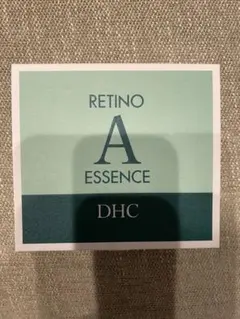 RETINO
A
ESSENCE
DHC